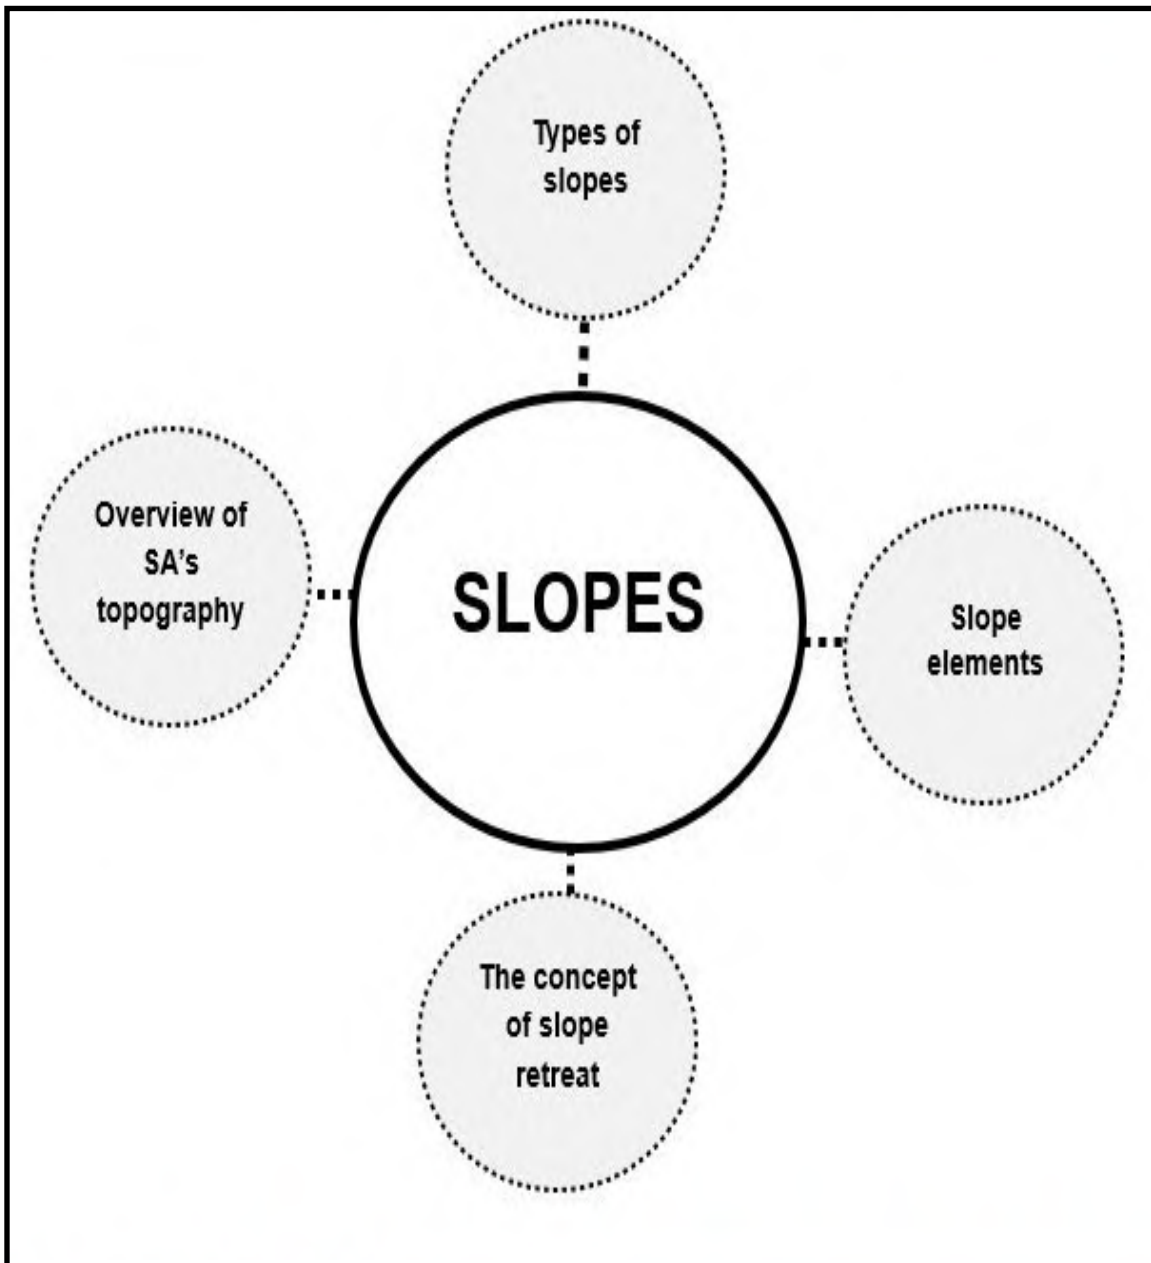 Types of
slopes
Overview of
SA's
topography
SLOPES
Slope
elements
The concept
of slope
retreat